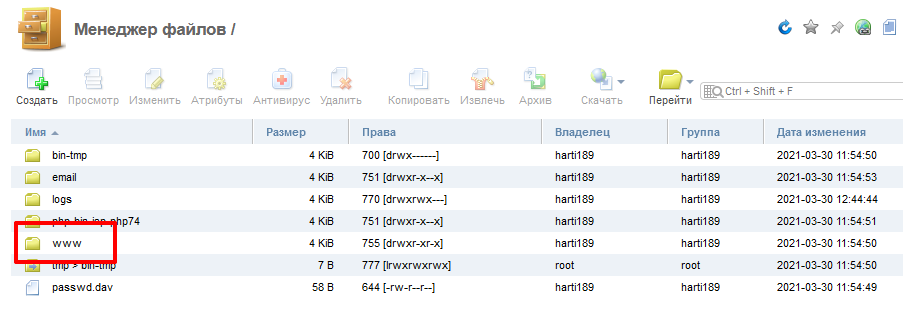 Менеджер файлов /
Создать Просмотр Изменить Атрибуты Антивирус Удалить Копировать Извлечь Архив Скачать Перейти Ctrl + Shift + F
Имя Размер Права Владелец Группа Дата изменения
bin-tmp 4 KiB 700 [drwx------] harti189 harti189 2021-03-30 11:54:50
email 4 KiB 751 [drwxr-x--x] harti189 harti189 2021-03-30 11:54:53
logs 4 KiB 770 [drwxrwx---] harti189 harti189 2021-03-30 12:44:44
php-bin-isp-php74 4 KiB 751 [drwxr-x--x] harti189 harti189 2021-03-30 11:54:51
www 4 KiB 755 [drwxr-xr-x] harti189 harti189 2021-03-30 11:54:50
tmp > bin-tmp 7 B 777 [lrwxrwxrwx] root root 2021-03-30 11:54:50
passwd.dav 58 B 644 [-rw-r--r--] harti189 harti189 2021-03-30 11:54:49